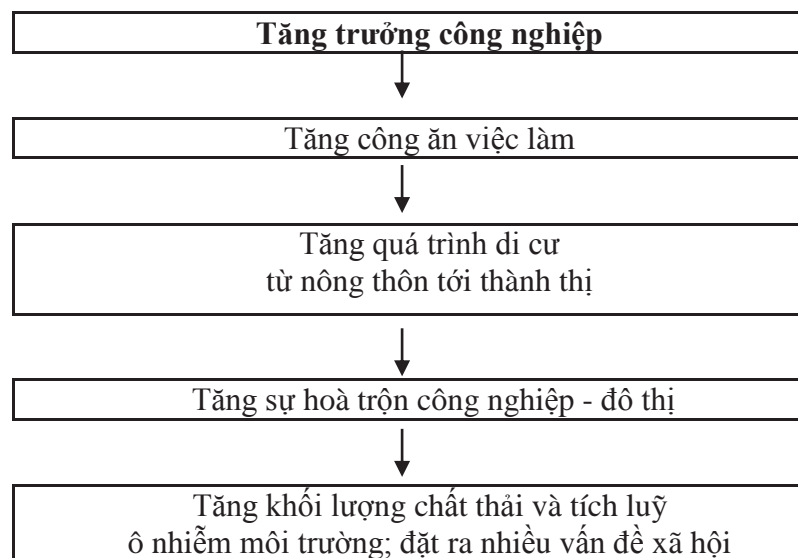 Tăng trưởng công nghiệp
Tăng công ăn việc làm
Tăng quá trình di cư
từ nông thôn tới thành thị
Tăng sự hoà trộn công nghiệp - đô thị
Tăng khối lượng chất thải và tích luỹ
ô nhiễm môi trường; đặt ra nhiều vấn đề xã hội